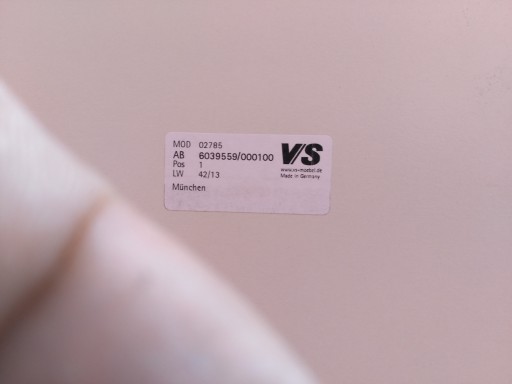 MOD 02785
AB 6039559/000100
Pos 1
LW 42/13
München
VS
www.vs-moebel.de
Made in Germany